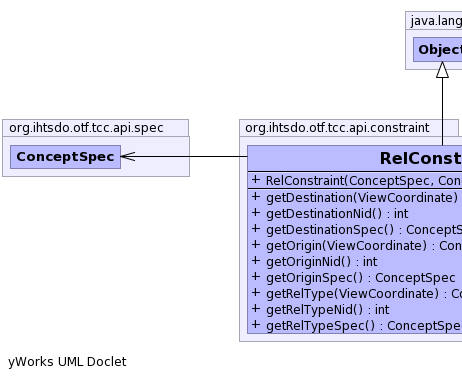 java.lang
Objec
org.ihtsdo.otf.tcc.api.spec
ConceptSpec
org.ihtsdo.otf.tcc.api.constraint
RelConst
+ RelConstraint(ConceptSpec, Con
+ getDestination(ViewCoordinate)
+ getDestinationNid() : int
+ getDestinationSpec() : ConceptS
+ getOrigin(ViewCoordinate) : Con
+ getOriginNid() : int
+ getOriginSpec() : ConceptSpec
+ getRelType(ViewCoordinate) : Co
+ getRelTypeNid() : int
+ getRelTypeSpec() : ConceptSpe
yWorks UML Doclet